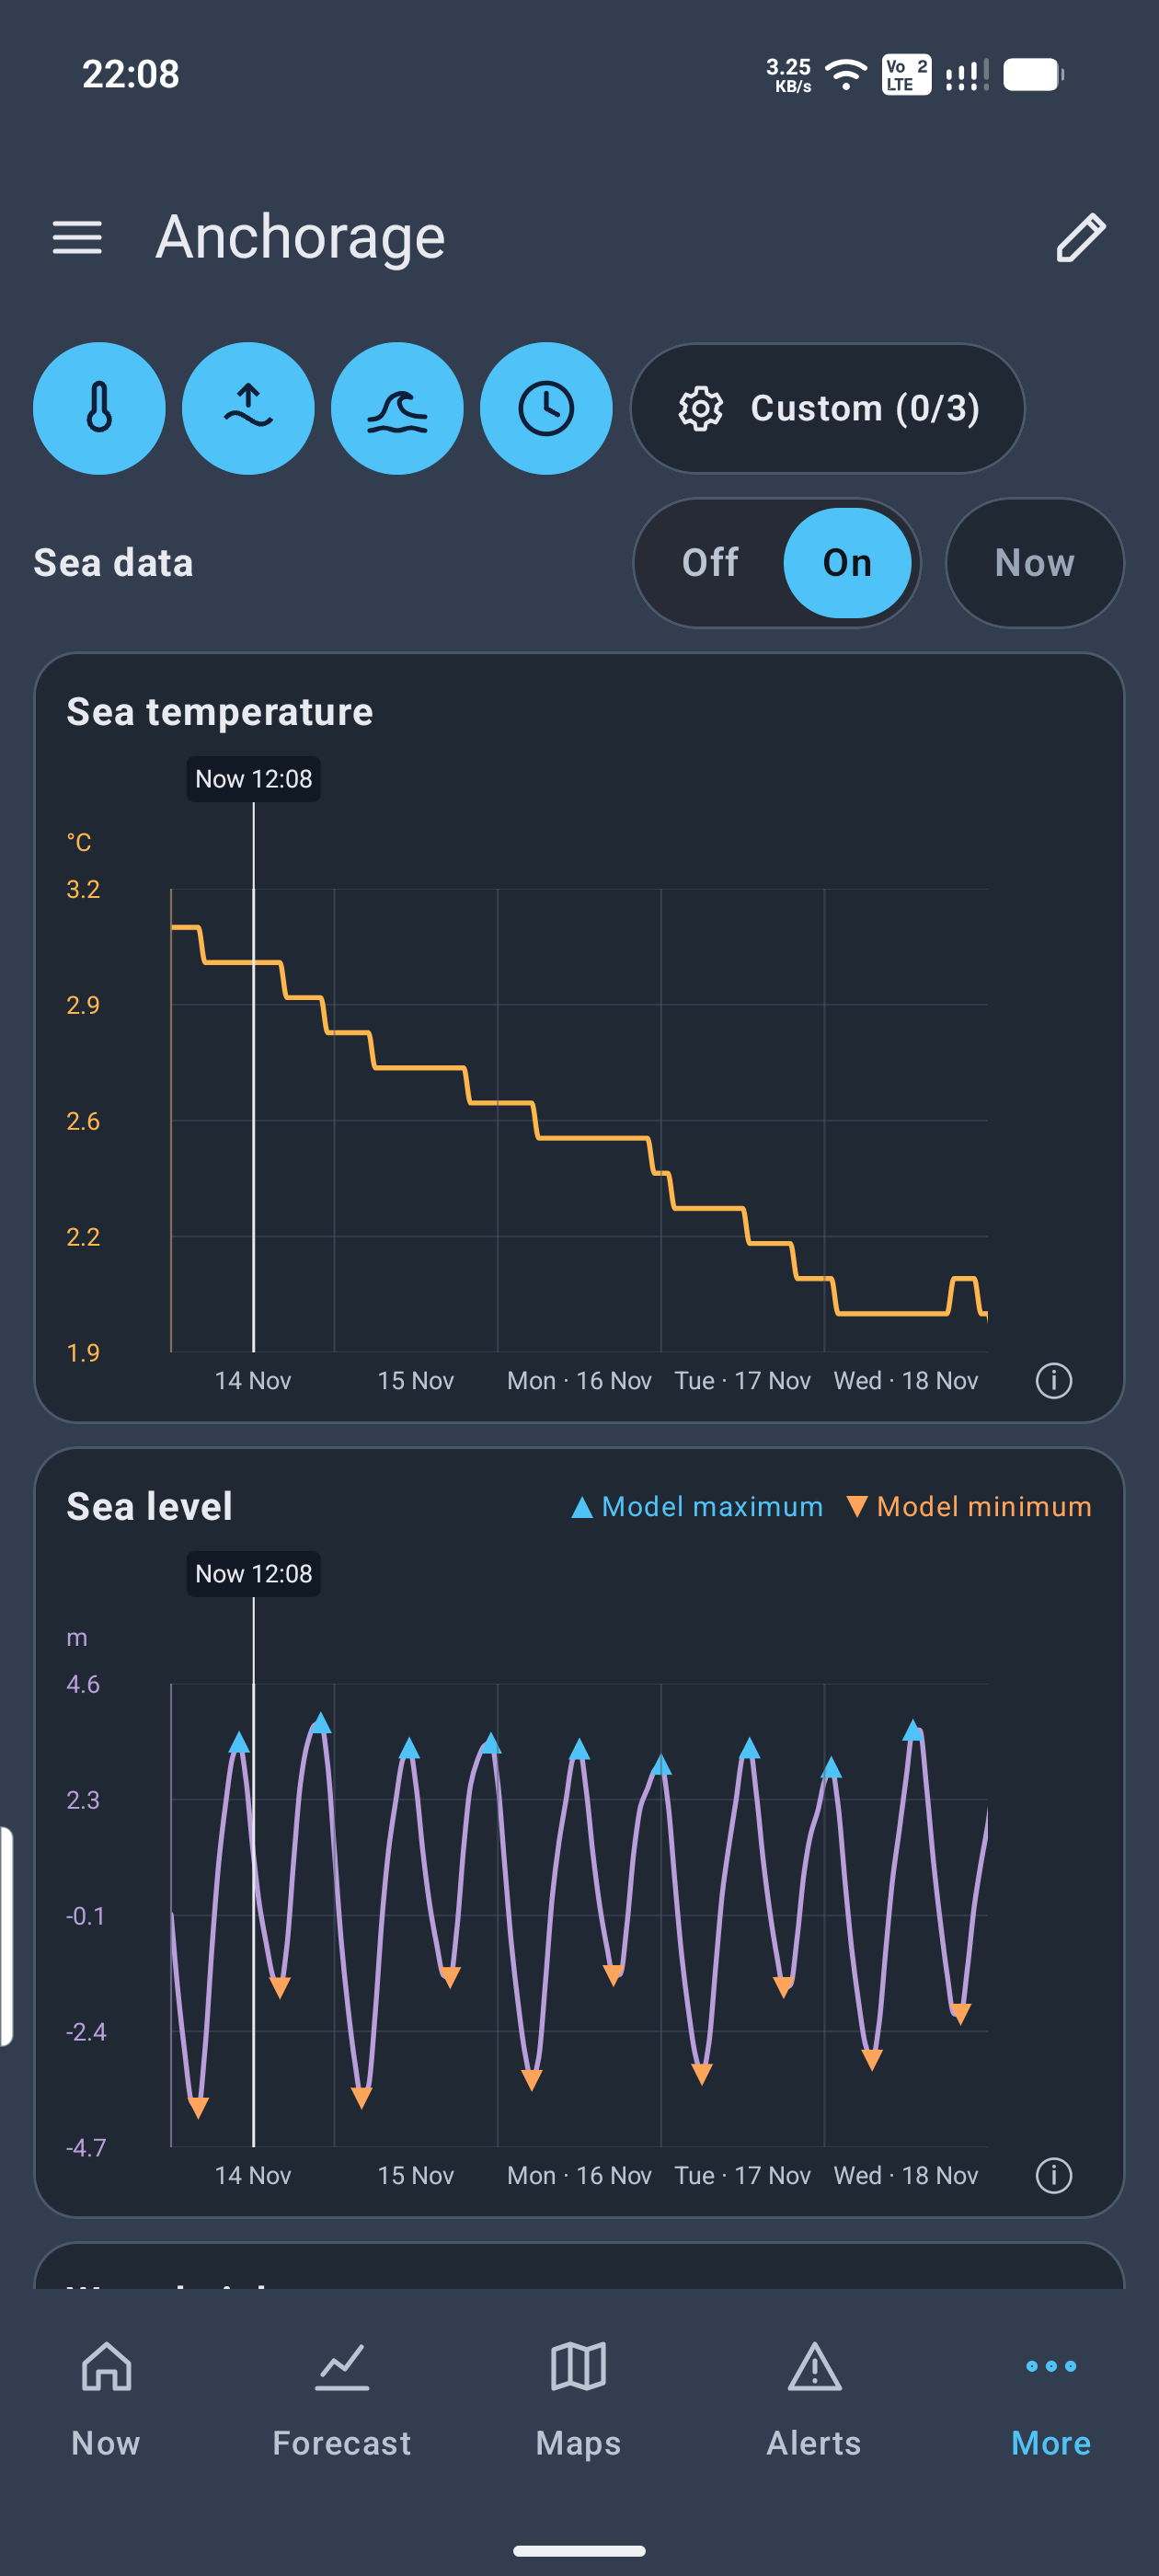 22:08
3.25
KB/s
Vo 2
LTE
Anchorage
Custom (0/3)
Sea data
Off
On
Now
Sea temperature
Now 12:08
°C
3.2
2.9
2.6
2.2
1.9
14 Nov
15 Nov
Mon · 16 Nov
Tue · 17 Nov
Wed · 18 Nov
Sea level
Model maximum
Model minimum
Now 12:08
m
4.6
2.3
-0.1
-2.4
-4.7
14 Nov
15 Nov
Mon · 16 Nov
Tue · 17 Nov
Wed · 18 Nov
Now
Forecast
Maps
Alerts
More